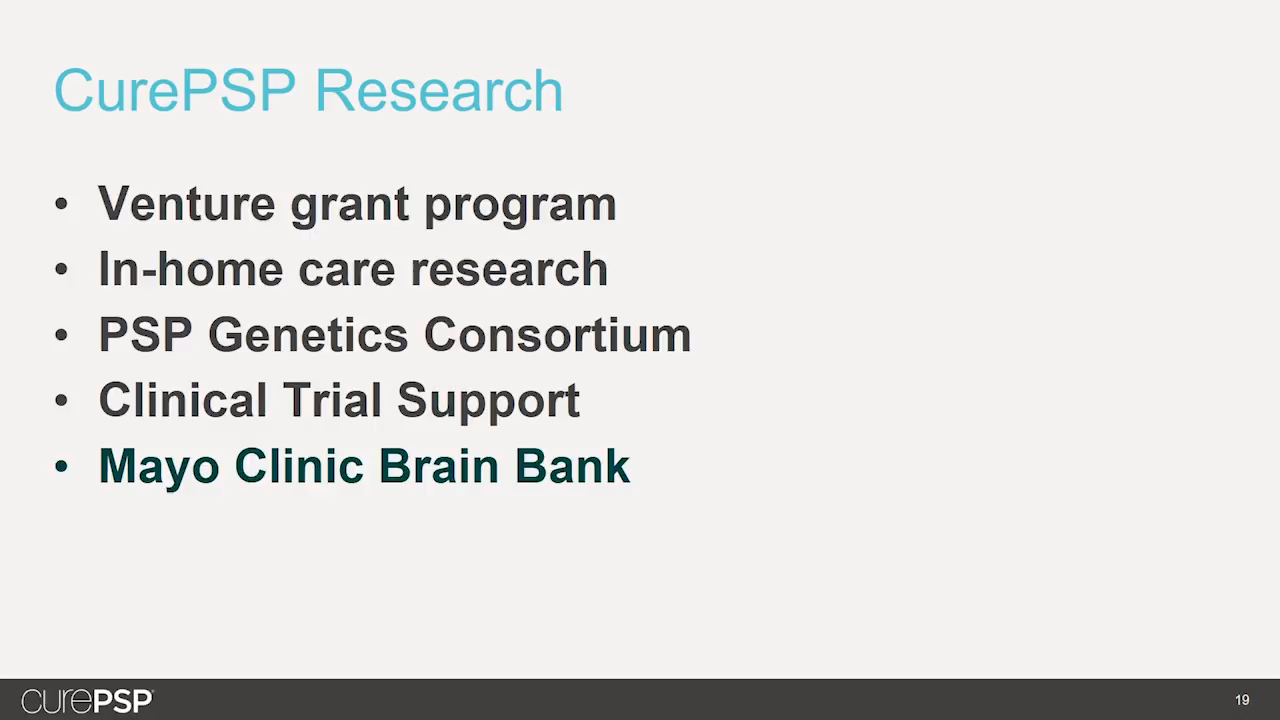 CurePSP Research
• Venture grant program
• In-home care research
• PSP Genetics Consortium
• Clinical Trial Support
• Mayo Clinic Brain Bank
curePSP
19